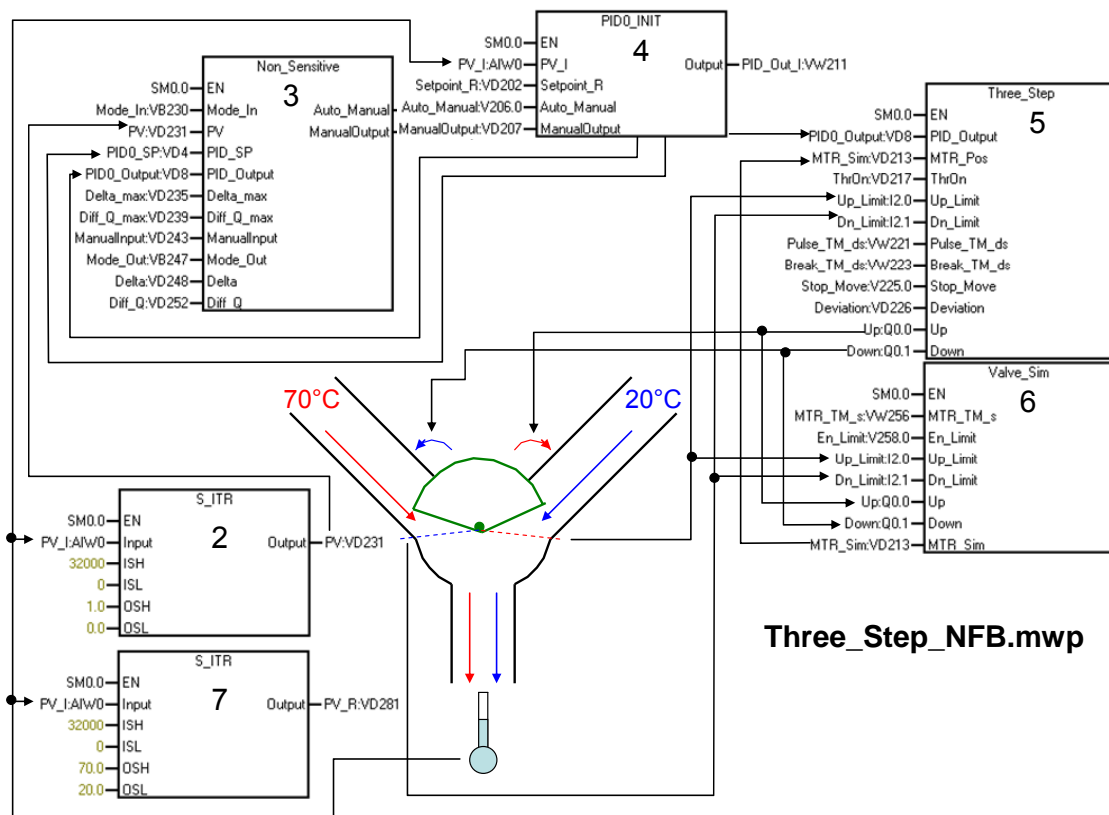 Non_Sensitive
3
SM0.0 EN
Mode_In:VB230 Mode_In Auto_Manual
PV:VD231 PV ManualOutput
PID0_SP:VD4 PID_SP
PID0_Output:VD8 PID_Output
Delta_max:VD235 Delta_max
Diff_Q_max:VD239 Diff_Q_max
ManualInput:VD243 ManualInput
Mode_Out:VB247 Mode_Out
Delta:VD248 Delta
Diff_Q:VD252 Diff_Q
PID0_INIT
4
SM0.0 EN
PV_I:AIW0 PV_I Output PID_Out_I:VW211
Setpoint_R:VD202 Setpoint_R
Auto_Manual:V206.0 Auto_Manual
ManualOutput:VD207 ManualOutput
Three_Step
5
SM0.0 EN
PID0_Output:VD8 PID_Output
MTR_Sim:VD213 MTR_Pos
ThrOn:VD217 ThrOn
Up_Limit:I2.0 Up_Limit
Dn_Limit:I2.1 Dn_Limit
Pulse_TM_ds:VW221 Pulse_TM_ds
Break_TM_ds:VW223 Break_TM_ds
Stop_Move:V225.0 Stop_Move
Deviation:VD226 Deviation
Up:Q0.0 Up
Down:Q0.1 Down
Valve_Sim
6
SM0.0 EN
MTR_TM_s:VW256 MTR_TM_s
En_Limit:V258.0 En_Limit
Up_Limit:I2.0 Up_Limit
Dn_Limit:I2.1 Dn_Limit
Up:Q0.0 Up
Down:Q0.1 Down
MTR_Sim:VD213 MTR_Sim
70°C 20°C
S_ITR
2
SM0.0 EN
PV_I:AIW0 Input Output PV:VD231
32000 ISH
0 ISL
1.0 OSH
0.0 OSL
S_ITR
7
SM0.0 EN
PV_I:AIW0 Input Output PV_R:VD281
32000 ISH
0 ISL
70.0 OSH
20.0 OSL
Three_Step_NFB.mwp